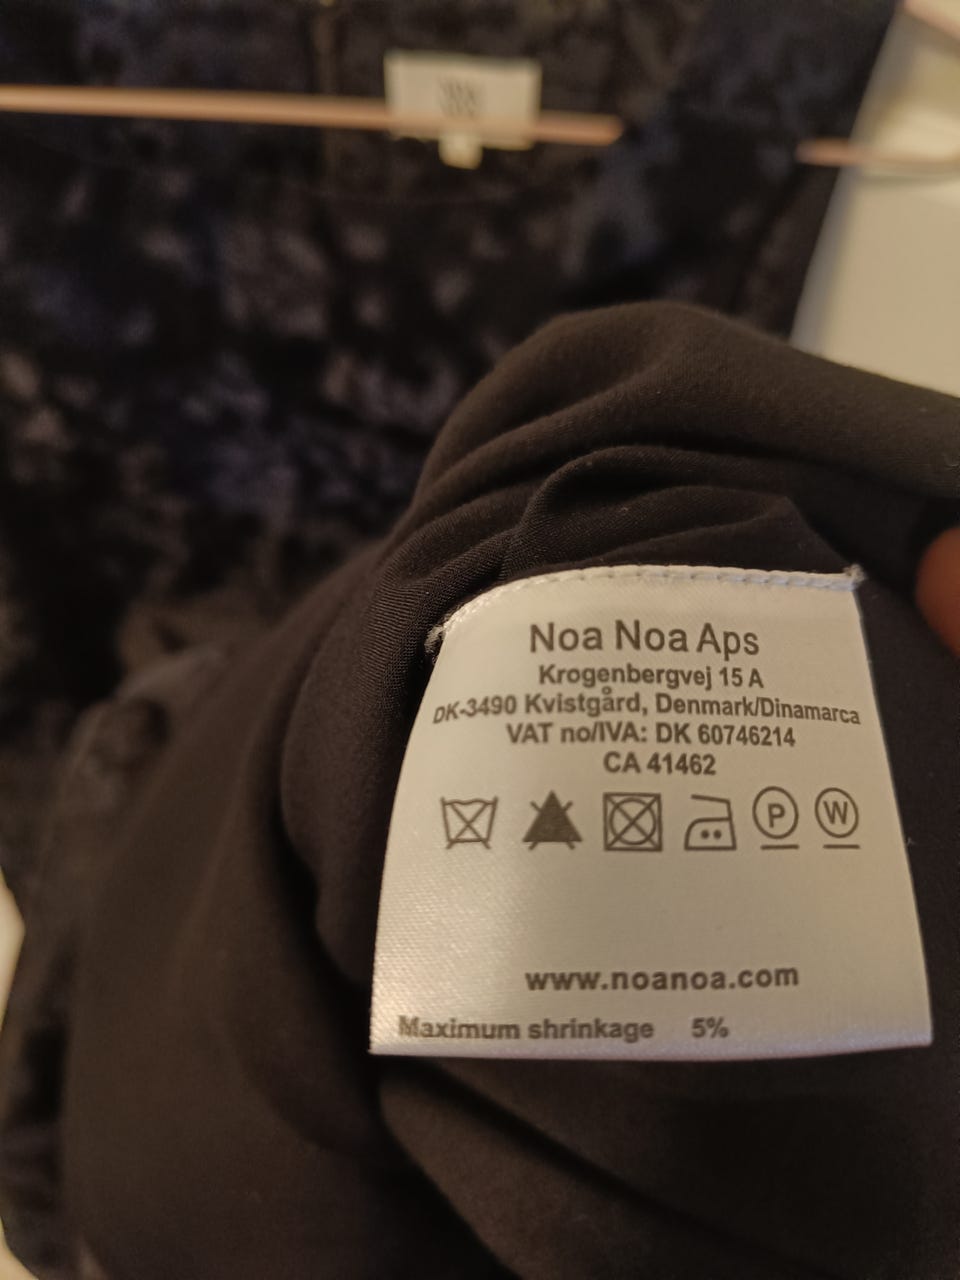 Noa Noa Aps
Krogenbergvej 15 A
DK-3490 Kvistgård, Denmark/Dinamarca
VAT no/IVA: DK 60746214
CA 41462
P W
www.noanoa.com
Maximum shrinkage 5%